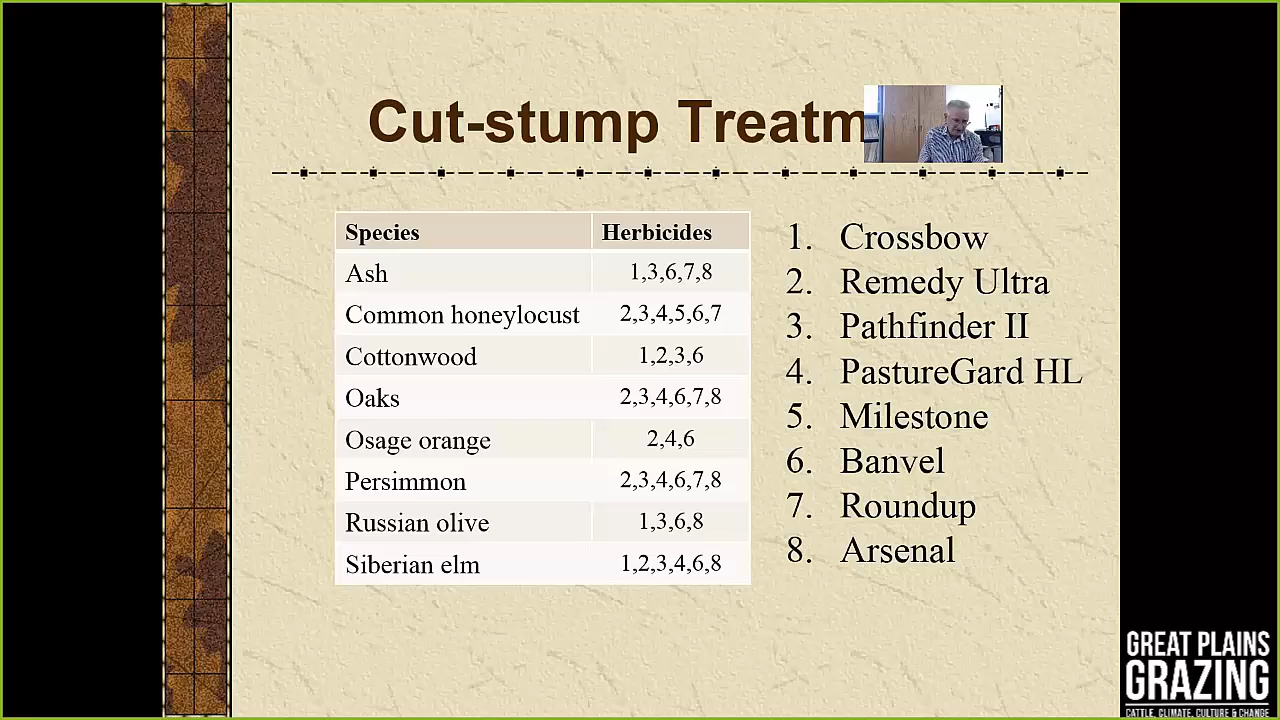 Cut-stump Treatm
Species Herbicides
Ash 1,3,6,7,8
Common honeylocust 2,3,4,5,6,7
Cottonwood 1,2,3,6
Oaks 2,3,4,6,7,8
Osage orange 2,4,6
Persimmon 2,3,4,6,7,8
Russian olive 1,3,6,8
Siberian elm 1,2,3,4,6,8
1. Crossbow
2. Remedy Ultra
3. Pathfinder II
4. PastureGard HL
5. Milestone
6. Banvel
7. Roundup
8. Arsenal
GREAT PLAINS
GRAZING
CATTLE, CLIMATE, CULTURE & CHANGE